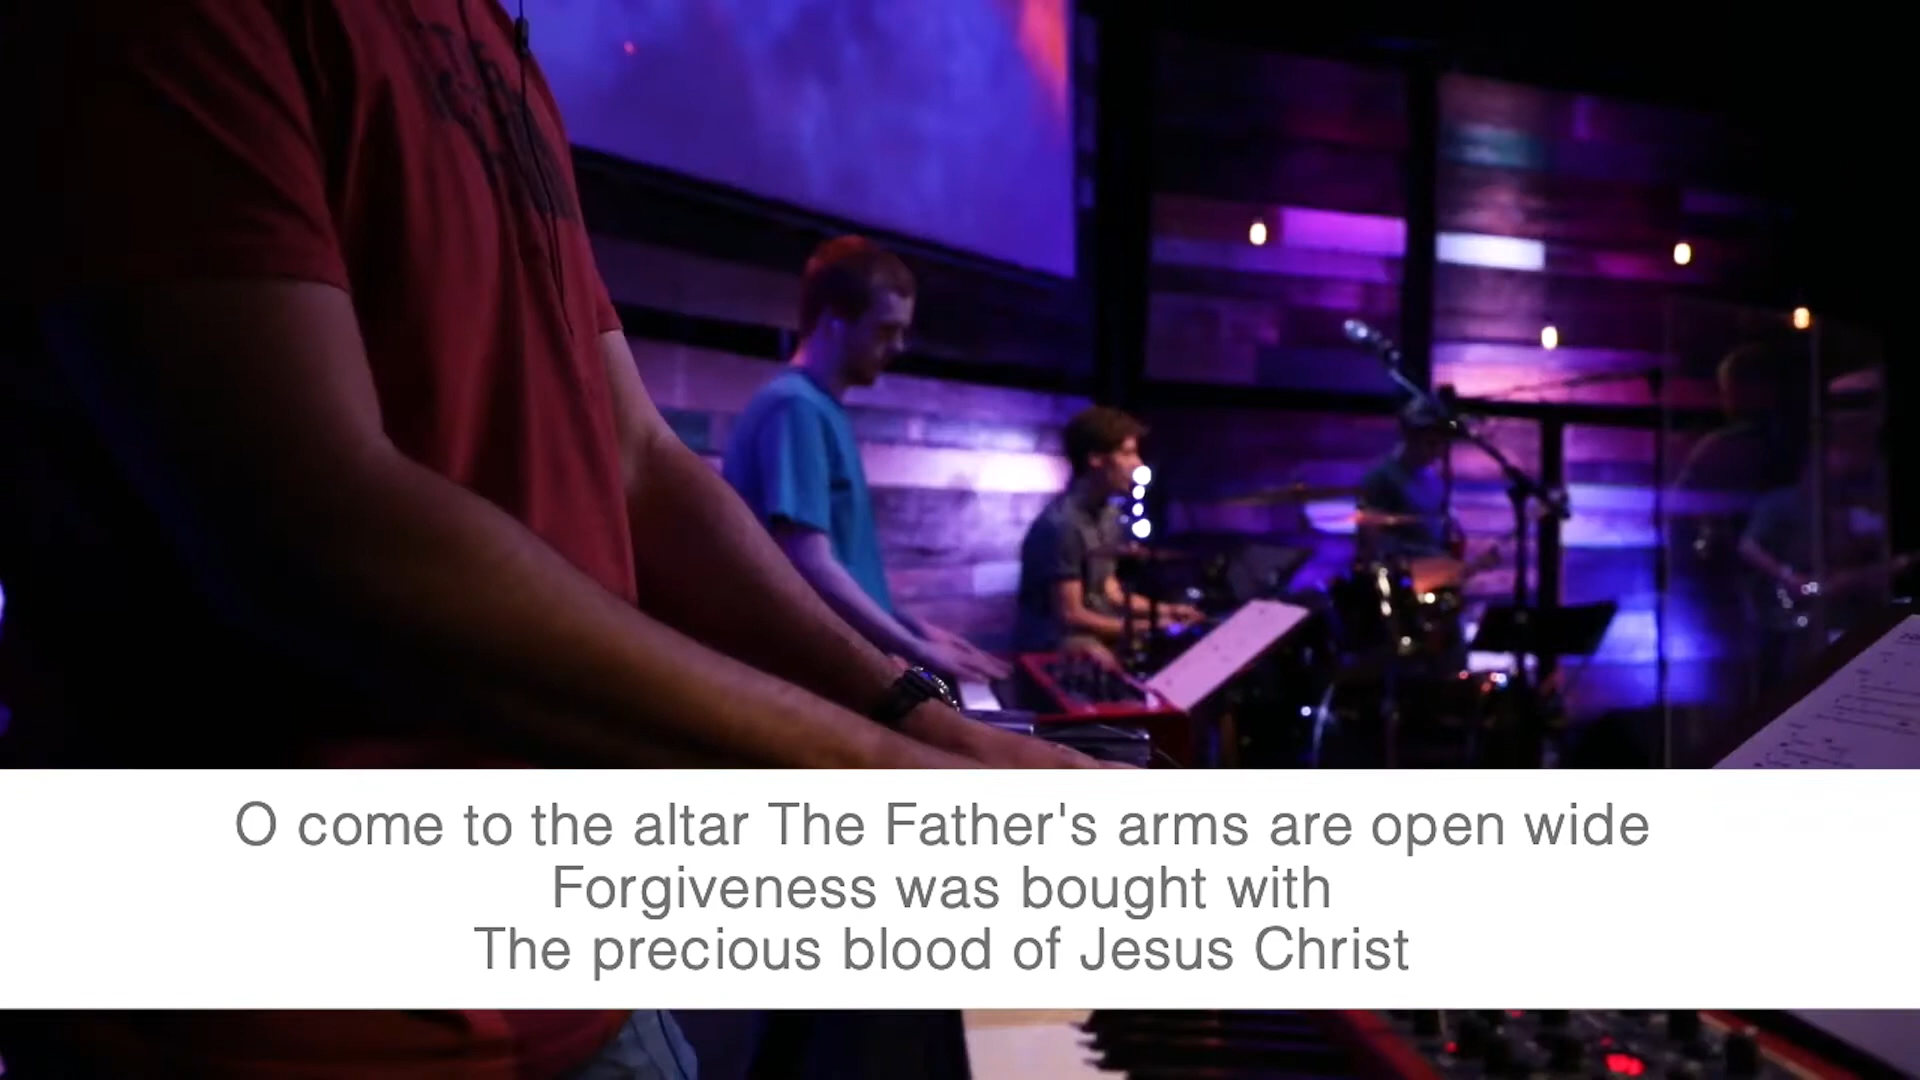 O come to the altar The Father's arms are open wide
Forgiveness was bought with
The precious blood of Jesus Christ